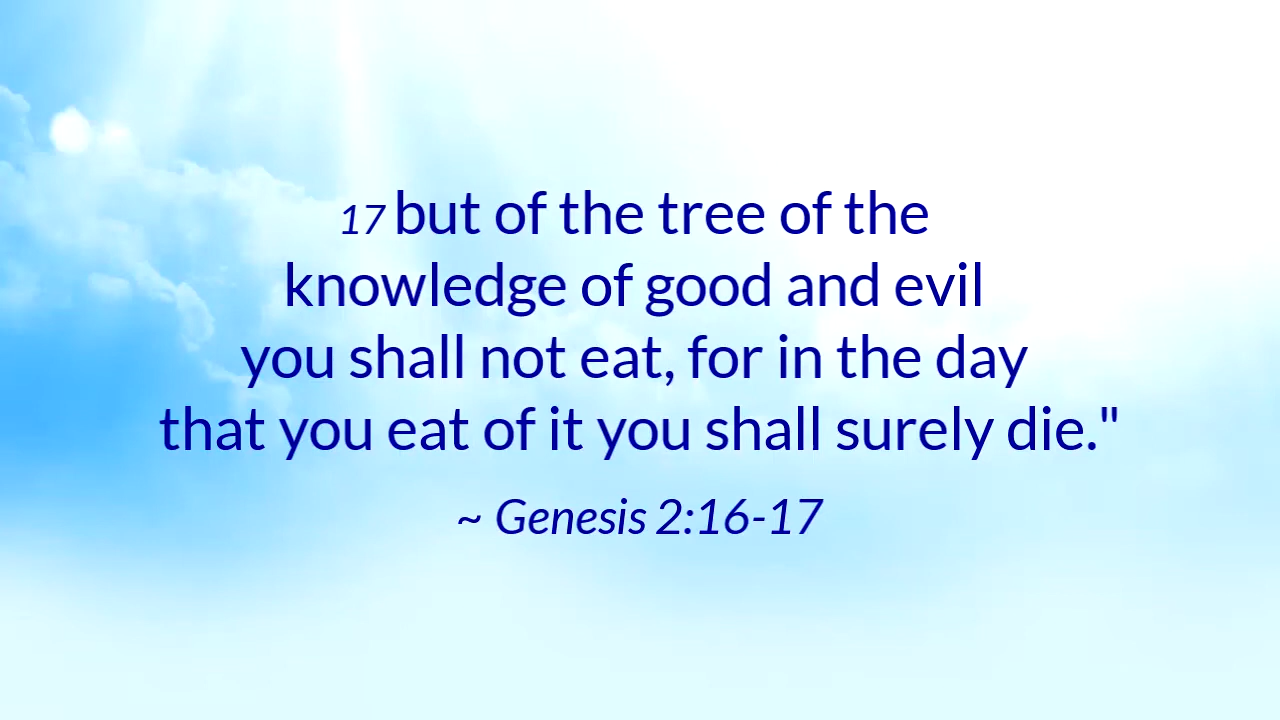 17 but of the tree of the
knowledge of good and evil
you shall not eat, for in the day
that you eat of it you shall surely die."
~ Genesis 2:16-17